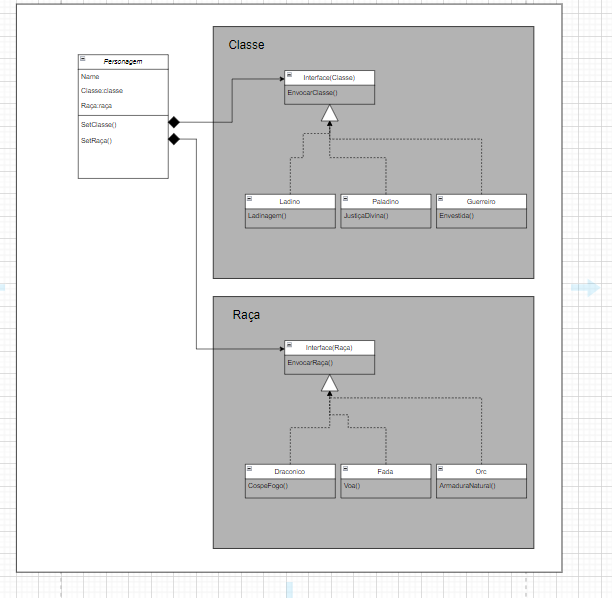 Personagem
Name
Classe:classe
Raça:raça
SetClasse()
SetRaça()
Classe
Interface(Classe)
EnvocarClasse()
Ladino
Ladinagem()
Paladino
JustiçaDivina()
Guerreiro
Envestida()
Raça
Interface(Raça)
EnvocarRaça()
Draconico
CospeFogo()
Fada
Voa()
Orc
ArmaduraNatural()